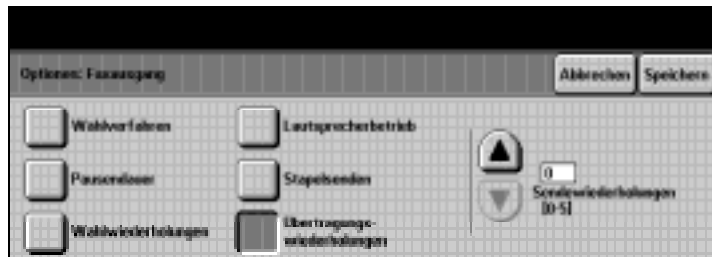 Optionen: Faxausgang
Abbrechen
Speichern
Wählverfahren
Lautsprecherbetrieb
Pausendauer
Stapelsenden
0
Sendewiederholungen
[0-5]
Wahlwiederholungen
Übertragungs-
wiederholungen